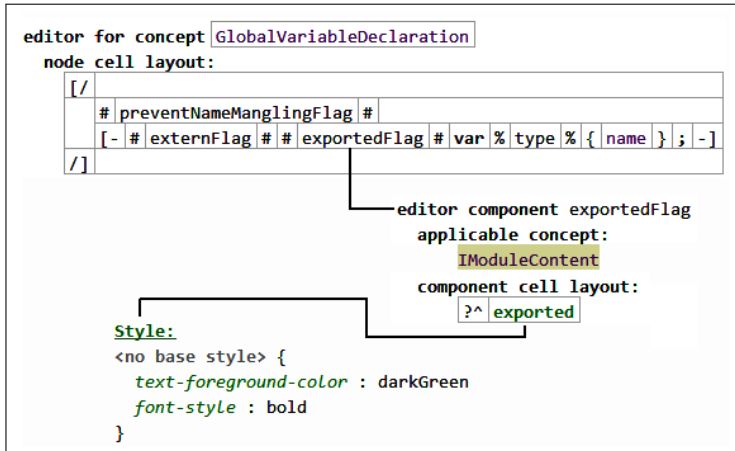 editor for concept GlobalVariableDeclaration
node cell layout:
[/
# preventNameManglingFlag #
[- # externFlag # # exportedFlag # var % type % { name } ; -]
/]
editor component exportedFlag
applicable concept:
IModuleContent
component cell layout:
?^ exported
Style:
<no base style> {
text-foreground-color : darkGreen
font-style : bold
}